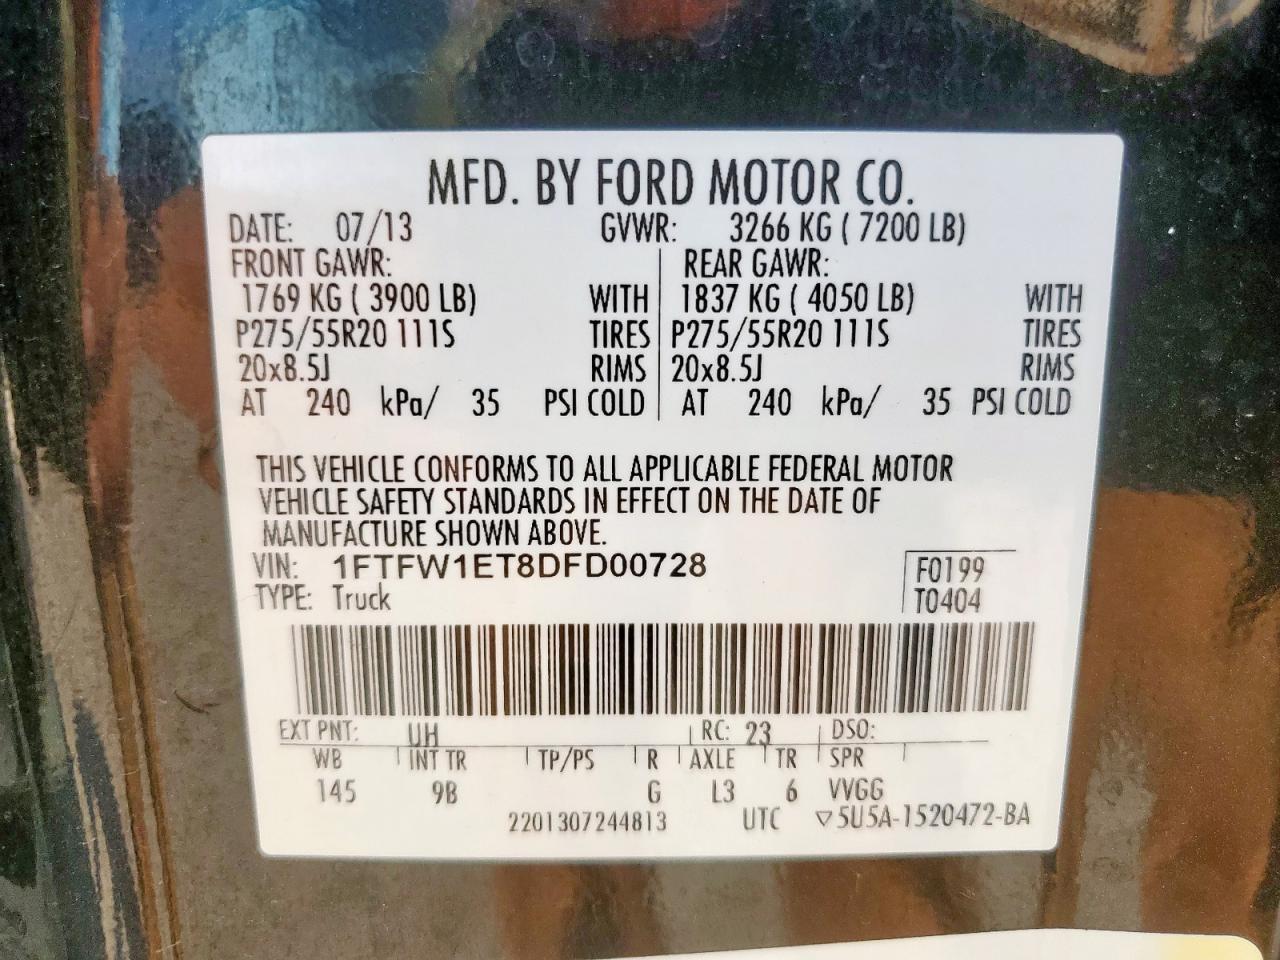 MFD. BY FORD MOTOR CO.
DATE: 07/13 GVWR: 3266 KG ( 7200 LB)
FRONT GAWR: REAR GAWR:
1769 KG ( 3900 LB) WITH 1837 KG ( 4050 LB) WITH
P275/55R20 111S TIRES P275/55R20 111S TIRES
20x8.5J RIMS 20x8.5J RIMS
AT 240 kPa/ 35 PSI COLD AT 240 kPa/ 35 PSI COLD
THIS VEHICLE CONFORMS TO ALL APPLICABLE FEDERAL MOTOR
VEHICLE SAFETY STANDARDS IN EFFECT ON THE DATE OF
MANUFACTURE SHOWN ABOVE.
VIN: 1FTFW1ET8DFD00728 F0199
TYPE: Truck T0404
EXT PNT: UH RC: 23 DSO:
WB INT TR TP/PS R AXLE TR SPR
145 9B G L3 6 VVGG
2201307244813 UTC ▽5U5A-1520472-BA